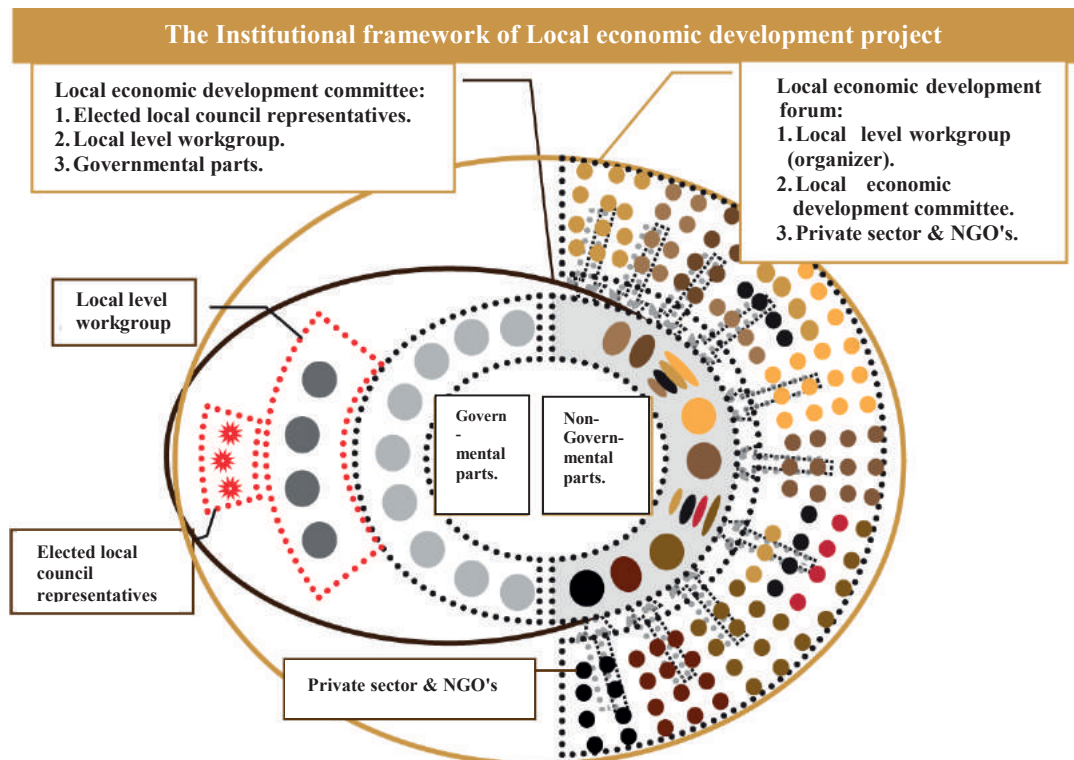 The Institutional framework of Local economic development project
Local economic development committee:
1. Elected local council representatives.
2. Local level workgroup.
3. Governmental parts.
Local economic development
forum:
1. Local level workgroup
(organizer).
2. Local economic
development committee.
3. Private sector & NGO's.
Local level
workgroup
Govern
-
mental
parts.
Non-
Govern-
mental
parts.
Elected local
council
representatives
Private sector & NGO's